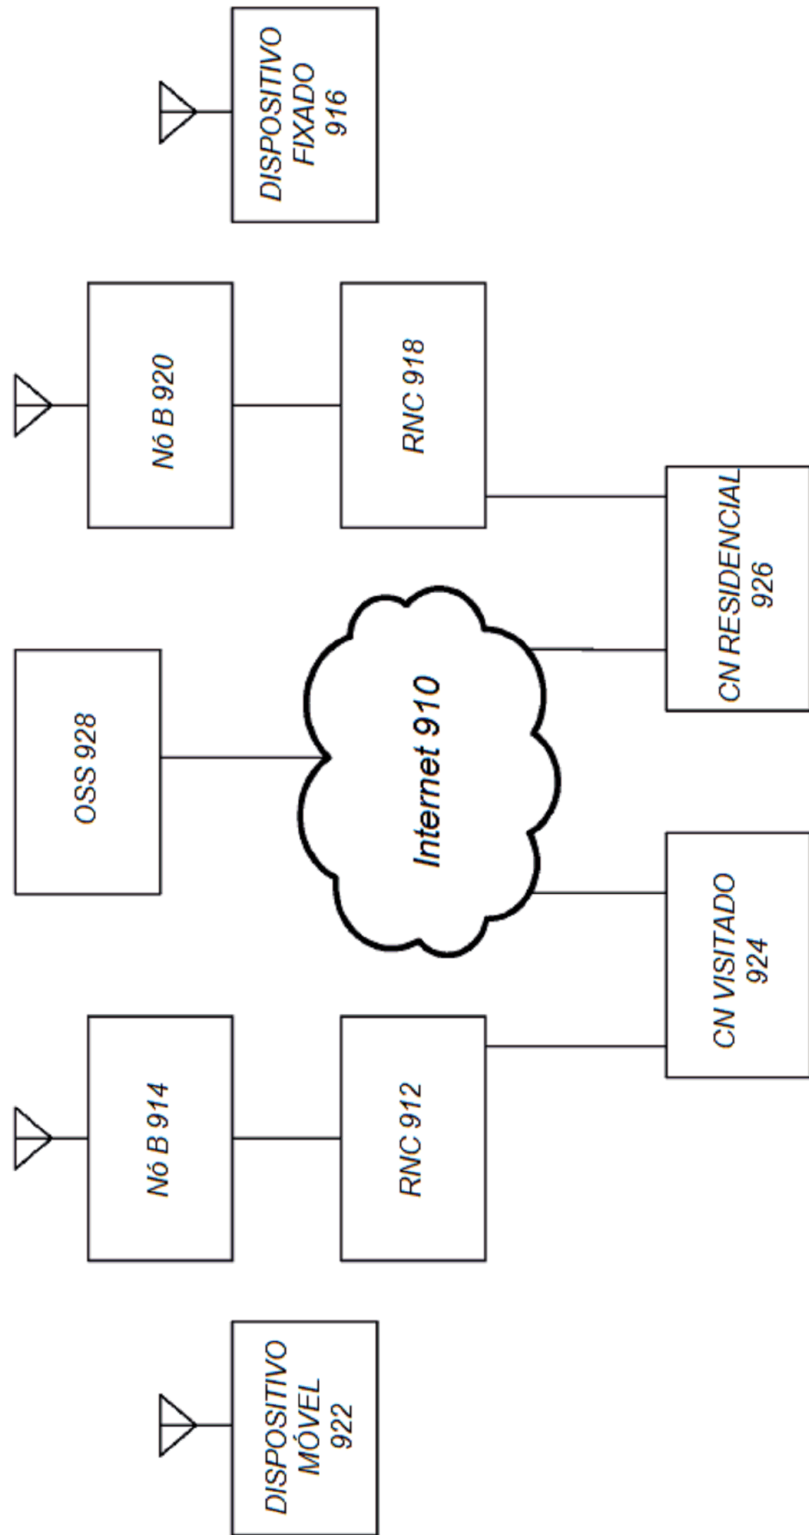 OSS 928
Nó B 914
Nó B 920
DISPOSITIVO
MÓVEL
922
DISPOSITIVO
FIXADO
916
RNC 912
Internet 910
RNC 918
CN VISITADO
924
CN RESIDENCIAL
926